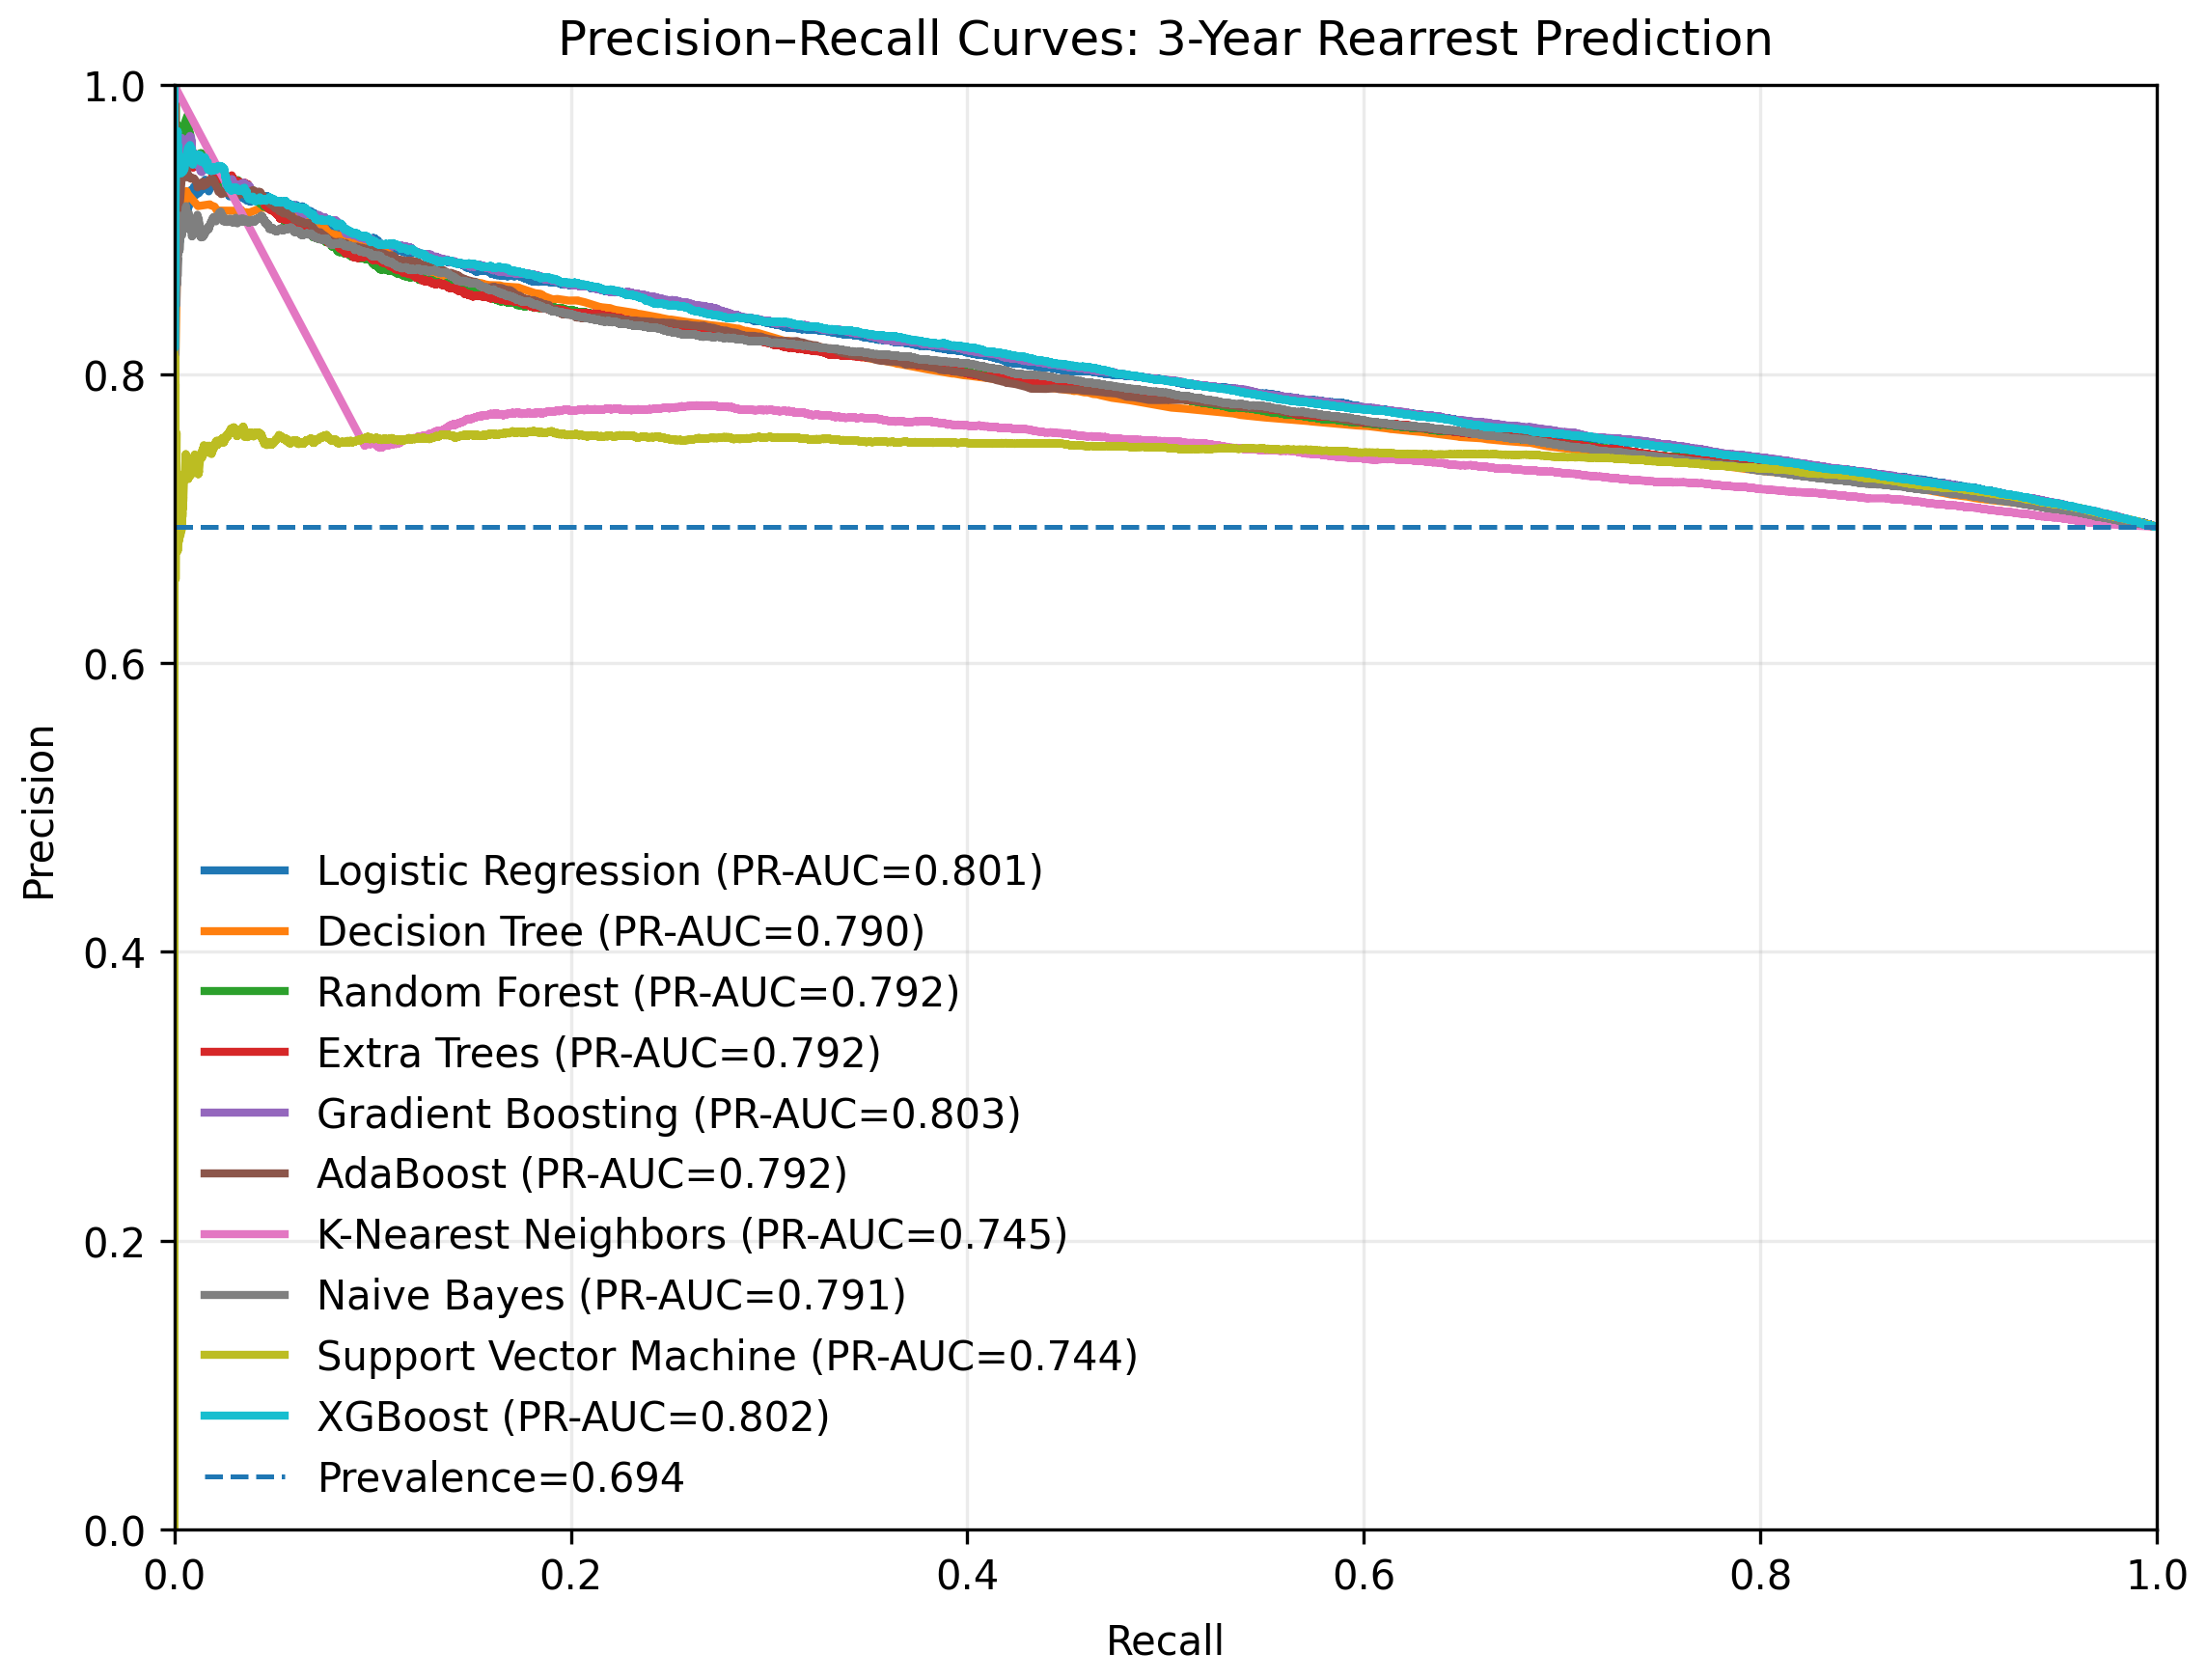 Precision–Recall Curves: 3-Year Rearrest Prediction
1.0
0.8
0.6
0.4
0.2
0.0
Precision
Logistic Regression (PR-AUC=0.801)
Decision Tree (PR-AUC=0.790)
Random Forest (PR-AUC=0.792)
Extra Trees (PR-AUC=0.792)
Gradient Boosting (PR-AUC=0.803)
AdaBoost (PR-AUC=0.792)
K-Nearest Neighbors (PR-AUC=0.745)
Naive Bayes (PR-AUC=0.791)
Support Vector Machine (PR-AUC=0.744)
XGBoost (PR-AUC=0.802)
Prevalence=0.694
0.0 0.2 0.4 0.6 0.8 1.0
Recall